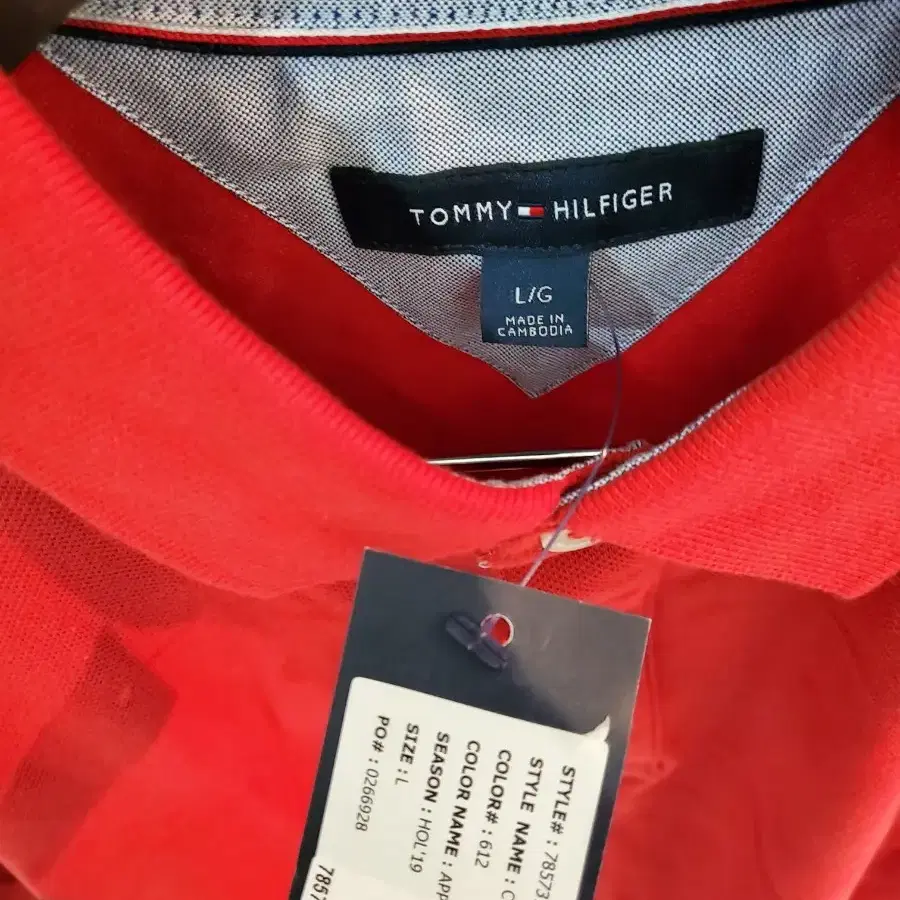 TOMMY HILFIGER
L/G
MADE IN
CAMBODIA
STYLE# : 78573
STYLE NAME : C
COLOR# : 612
COLOR NAME : APP
SEASON : HOL'19
SIZE : L
PO# : 0266928
7857